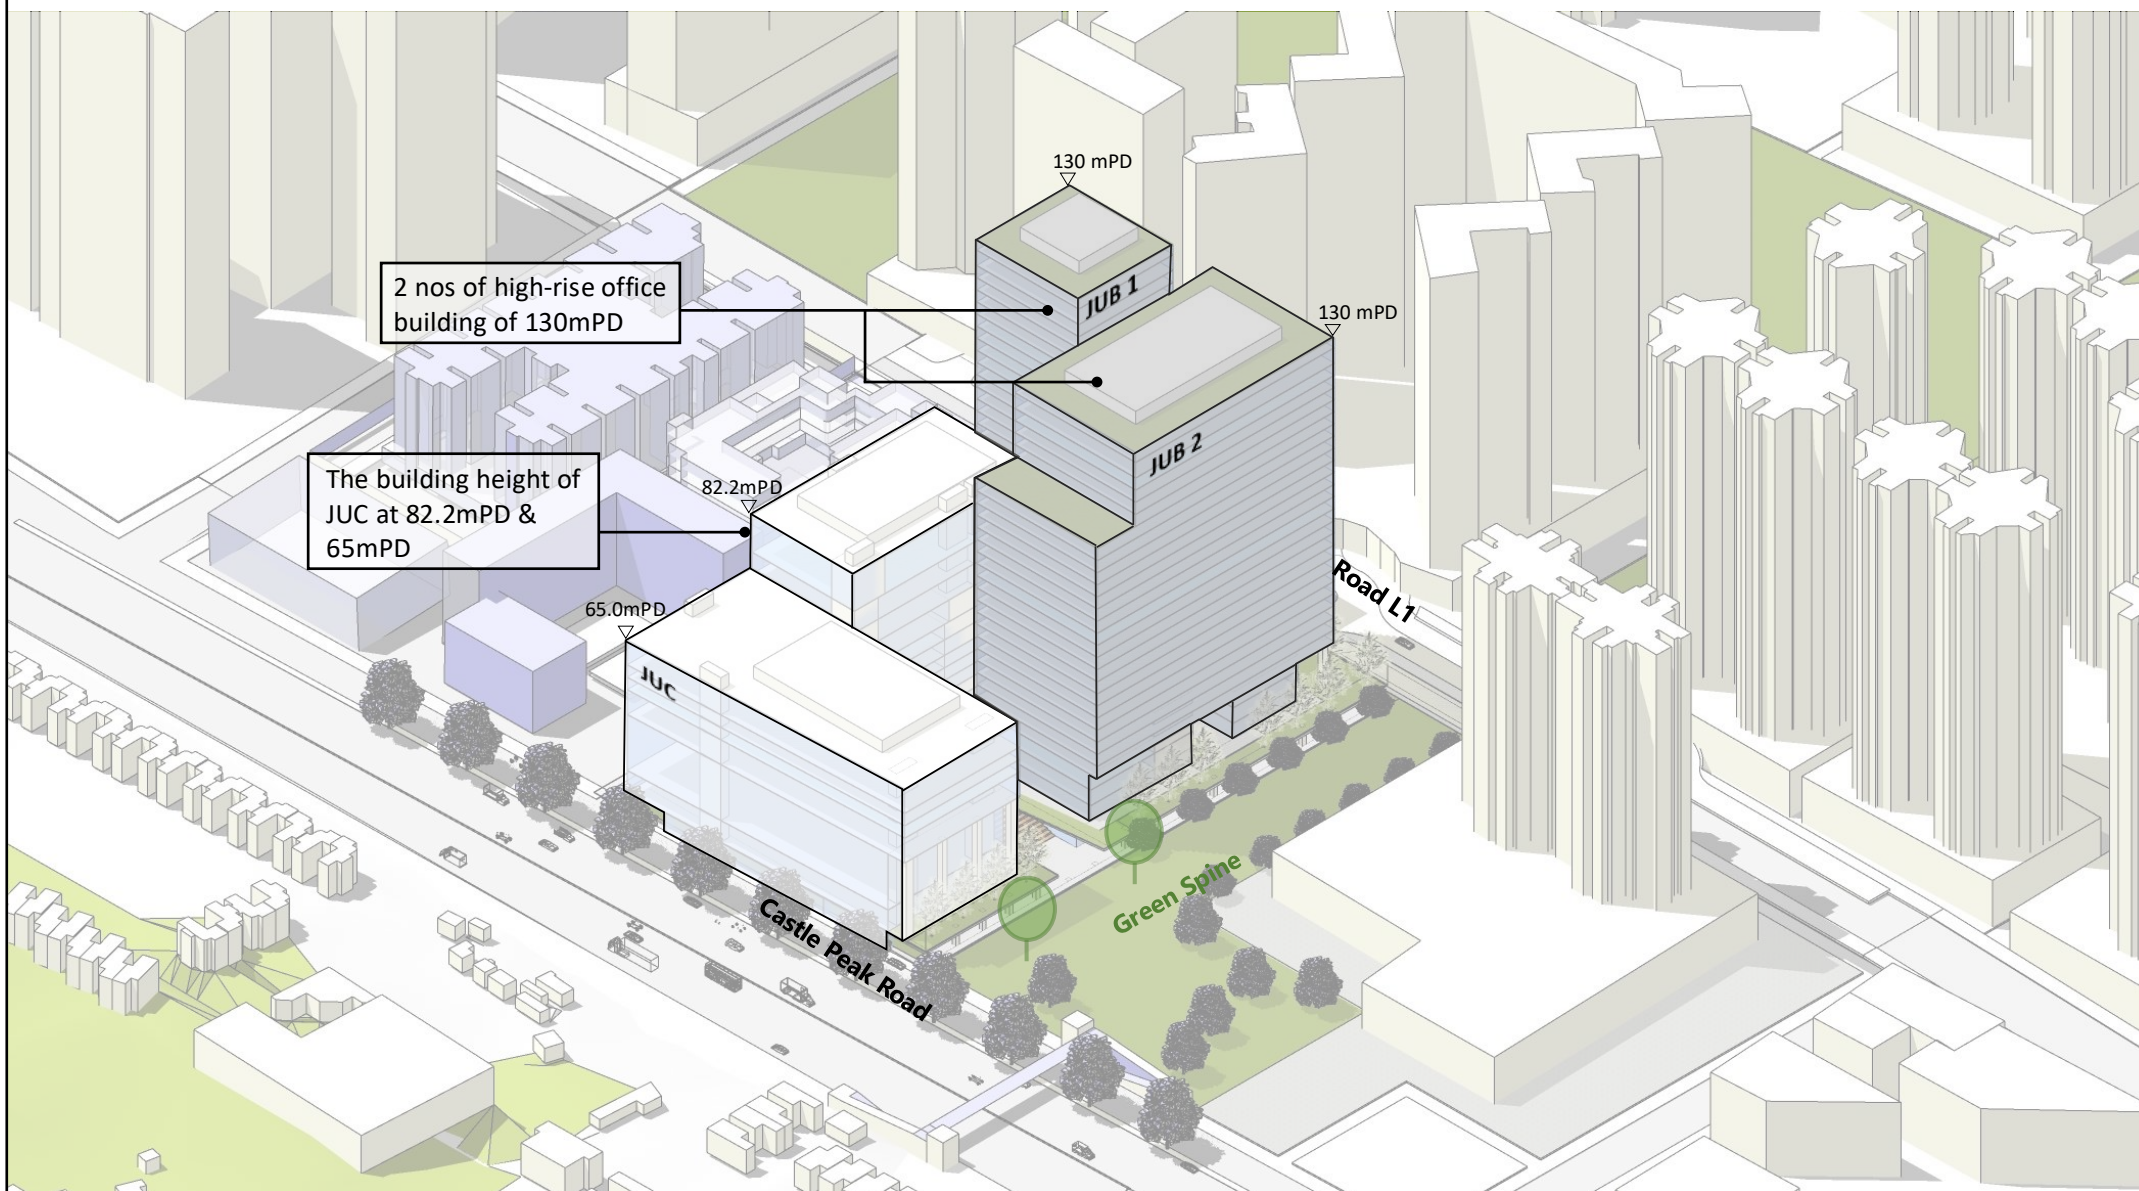 130 mPD
2 nos of high-rise office
building of 130mPD
JUB 1
130 mPD
JUB 2
The building height of
JUC at 82.2mPD &
65mPD
82.2mPD
65.0mPD
Road L1
JUC
Green Spine
Castle Peak Road